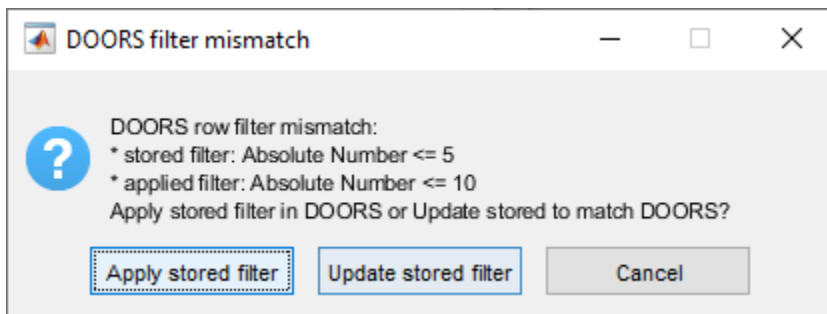 DOORS filter mismatch
DOORS row filter mismatch:
* stored filter: Absolute Number <= 5
* applied filter: Absolute Number <= 10
Apply stored filter in DOORS or Update stored to match DOORS?
Apply stored filter Update stored filter Cancel